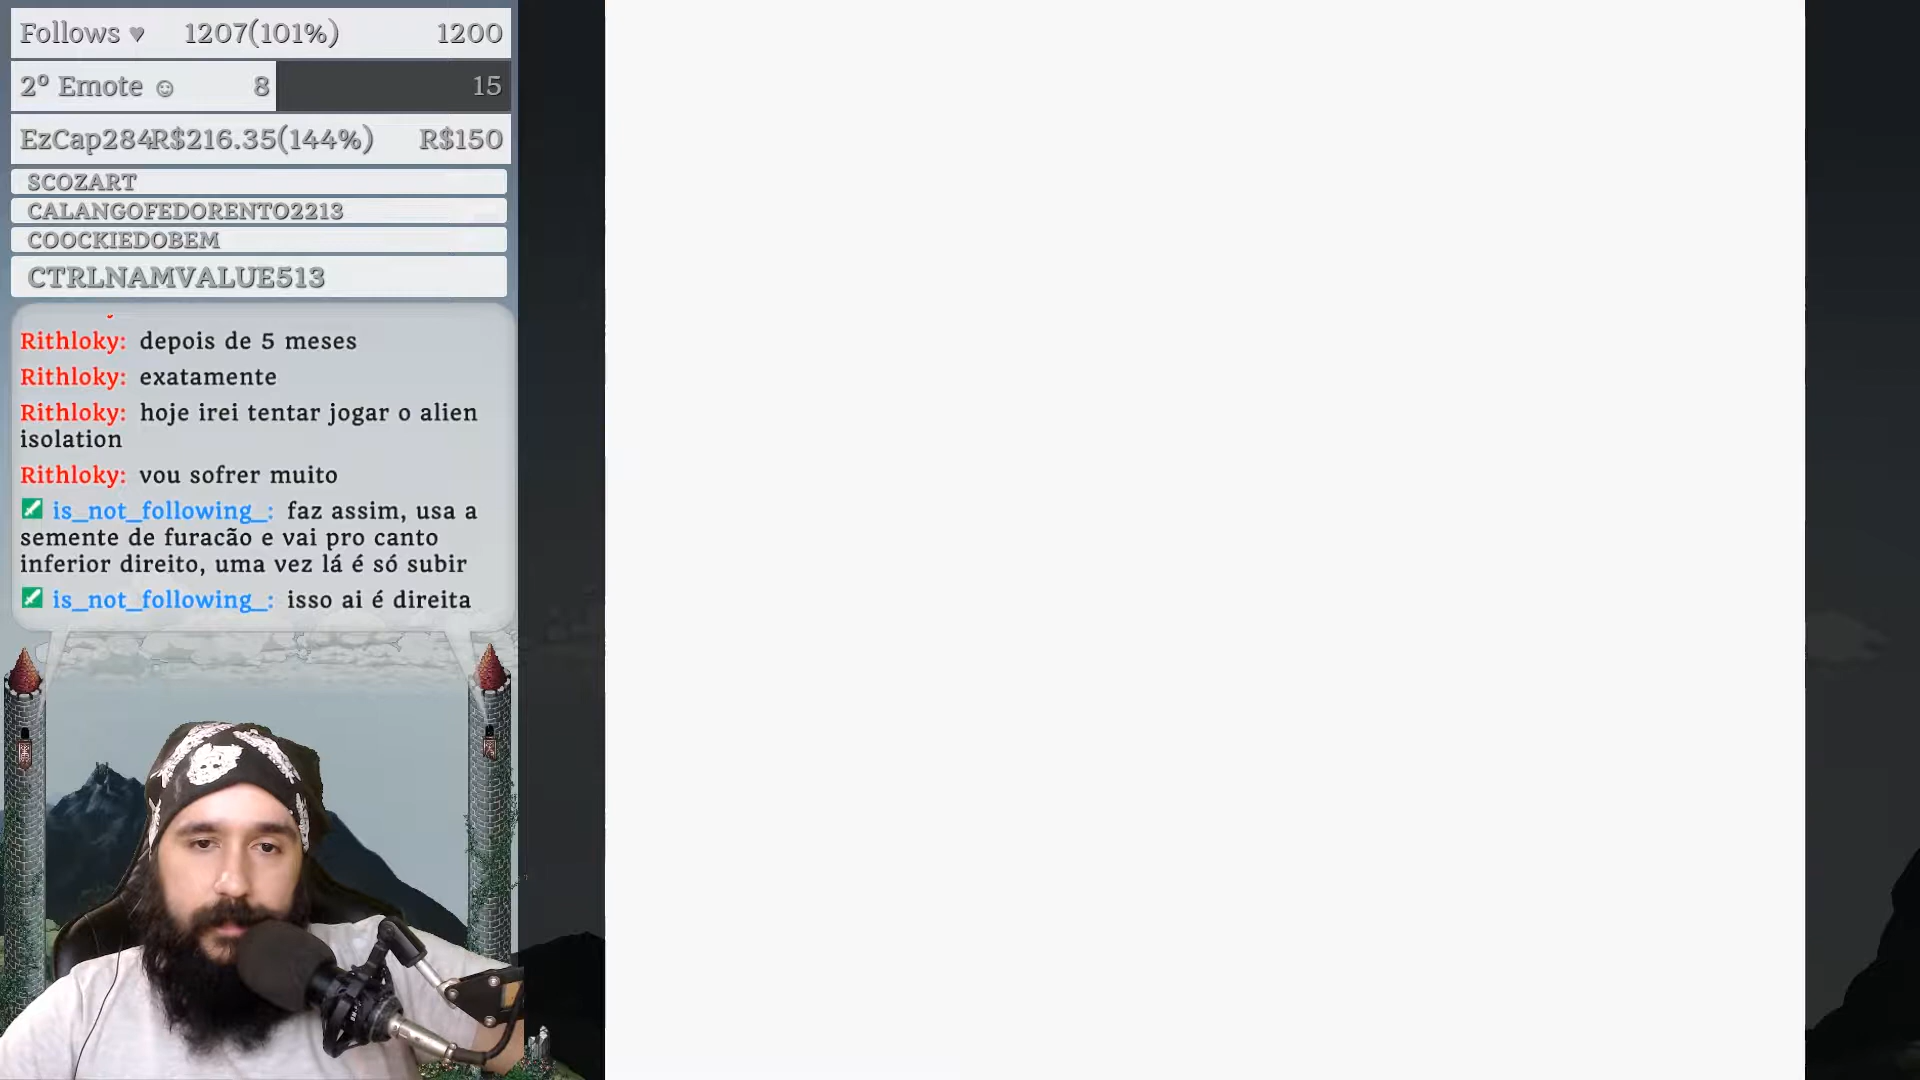 Follows ♥ 1207(101%) 1200
2º Emote ☺ 8 15
EzCap284R$216.35(144%) R$150
SCOZART
CALANGOFEDORENTO2213
COOCKIEDOBEM
CTRLNAMVALUE513
Rithloky: depois de 5 meses
Rithloky: exatamente
Rithloky: hoje irei tentar jogar o alien
isolation
Rithloky: vou sofrer muito
is_not_following_: faz assim, usa a
semente de furacão e vai pro canto
inferior direito, uma vez lá é só subir
is_not_following_: isso ai é direita